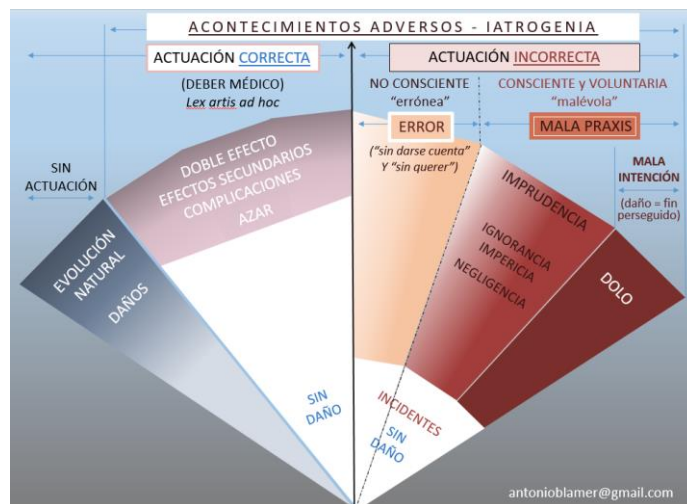 ACONTECIMIENTOS ADVERSOS - IATROGENIA
ACTUACIÓN CORRECTA
ACTUACIÓN INCORRECTA
(DEBER MÉDICO)
Lex artis ad hoc
NO CONSCIENTE
"errónea"
CONSCIENTE y VOLUNTARIA
"malévola"
ERROR
MALA PRAXIS
("sin darse cuenta"
Y "sin querer")
SIN
ACTUACIÓN
MALA
INTENCIÓN
(daño = fin
perseguido)
DOBLE EFECTO
EFECTOS SECUNDARIOS
COMPLICACIONES
AZAR
EVOLUCIÓN
NATURAL
DAÑOS
IMPRUDENCIA
IGNORANCIA
IMPERICIA
NEGLIGENCIA
DOLO
SIN
DAÑO
INCIDENTES
SIN
DAÑO
antonioblamer@gmail.com